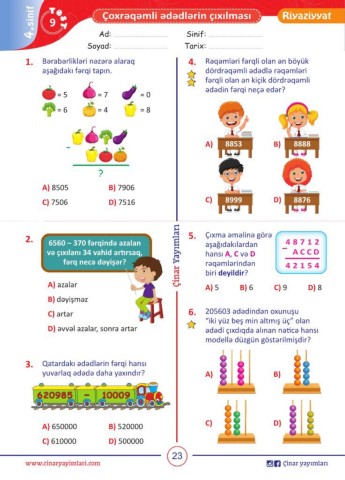 4. sinif
Test
9
Çoxrəqəmli ədədlərin çıxılması
Riyaziyyat
Ad:
Sinif:
Soyad:
Tarix:
1. Bərabərlikləri nəzərə alaraq
aşağıdakı fərqi tapın.
= 5
= 7
= 0
= 6
= 4
= 8
–
?
A) 8505
B) 7906
C) 7506
D) 7516
2. 6560 – 370 fərqində azalan
və çıxılanı 34 vahid artırsaq,
fərq necə dəyişər?
A) azalar
B) dəyişməz
C) artar
D) əvvəl azalar, sonra artar
3. Qatardakı ədədlərin fərqi hansı
yuvarlaq ədədə daha yaxındır?
620985 – 10009
A) 650000
B) 520000
C) 610000
D) 500000
Çinar Yayımları
4. Rəqəmləri fərqli olan ən böyük
dördrəqəmli ədədlə rəqəmləri
fərqli olan ən kiçik dördrəqəmli
ədədin fərqi neçə edər?
A) 8853
B) 8888
C) 8999
D) 8876
5. Çıxma əməlinə görə
aşağıdakılardan
hansı A, C və D
rəqəmlərindən
biri deyildir?
4 8 7 1 2
– A C C D
4 2 1 5 4
A) 5
B) 6
C) 9
D) 8
6. 205603 ədədindən oxunuşu
"iki yüz beş min altmış üç" olan
ədədi çıxdıqda alınan nəticə hansı
modellə düzgün göstərilmişdir?
A)
B)
C)
D)
www.cinaryayimlari.com
23
Çinar yayımları